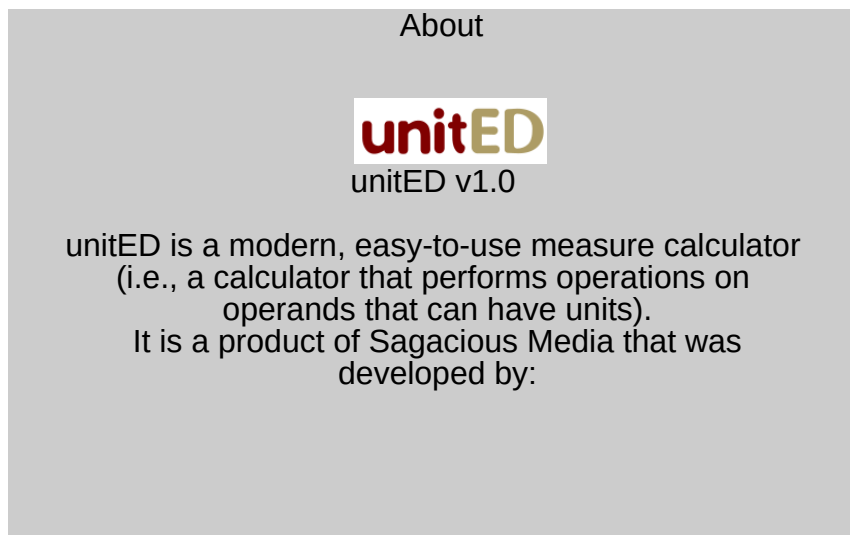 About
unitED
unitED v1.0
unitED is a modern, easy-to-use measure calculator
(i.e., a calculator that performs operations on
operands that can have units).
It is a product of Sagacious Media that was
developed by: